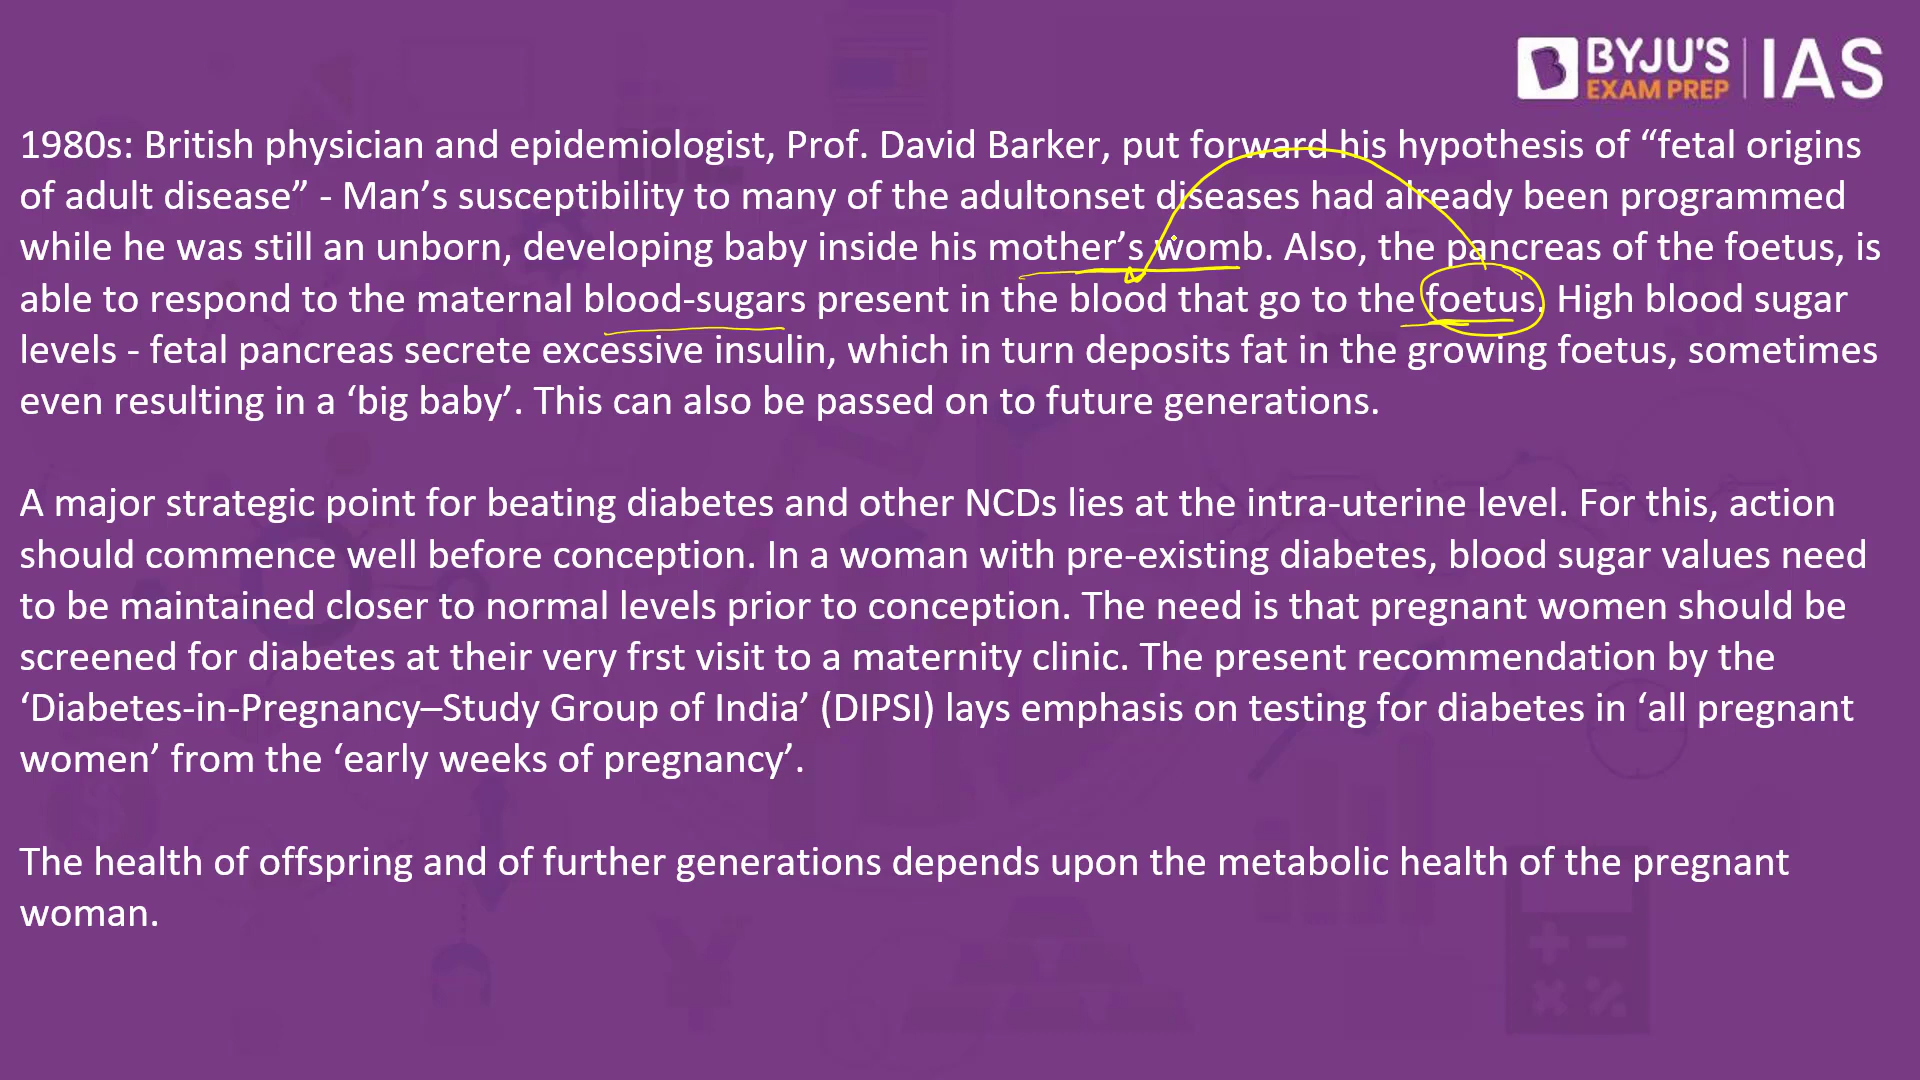 BYJU'S
EXAM PREP
IAS
1980s: British physician and epidemiologist, Prof. David Barker, put forward his hypothesis of “fetal origins
of adult disease” - Man’s susceptibility to many of the adultonset diseases had already been programmed
while he was still an unborn, developing baby inside his mother’s womb. Also, the pancreas of the foetus, is
able to respond to the maternal blood-sugars present in the blood that go to the foetus. High blood sugar
levels - fetal pancreas secrete excessive insulin, which in turn deposits fat in the growing foetus, sometimes
even resulting in a ‘big baby’. This can also be passed on to future generations.
A major strategic point for beating diabetes and other NCDs lies at the intra-uterine level. For this, action
should commence well before conception. In a woman with pre-existing diabetes, blood sugar values need
to be maintained closer to normal levels prior to conception. The need is that pregnant women should be
screened for diabetes at their very frst visit to a maternity clinic. The present recommendation by the
‘Diabetes-in-Pregnancy–Study Group of India’ (DIPSI) lays emphasis on testing for diabetes in ‘all pregnant
women’ from the ‘early weeks of pregnancy’.
The health of offspring and of further generations depends upon the metabolic health of the pregnant
woman.